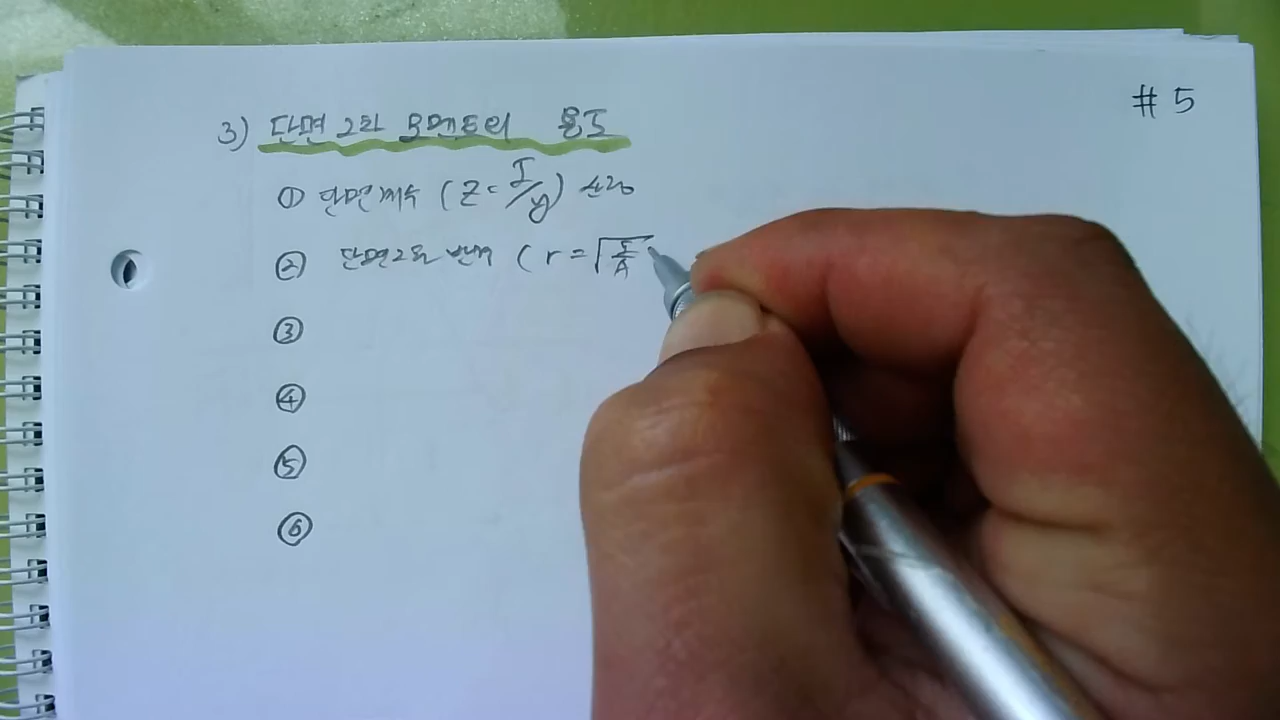 # 5
3) 단면 2차 모멘트의 용도
① 단면계수 (Z = I/y) 산정
② 단면2차 반경 ( r = √I/A
③
④
⑤
⑥